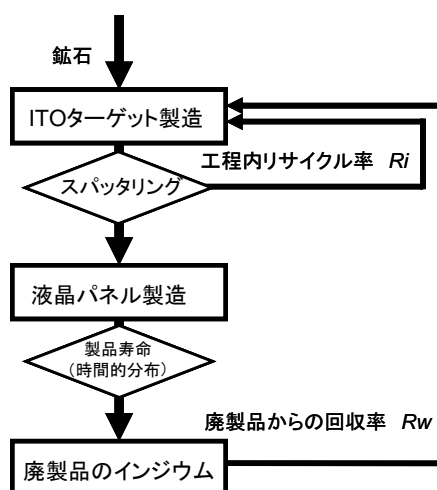 鉱石
ITOターゲット製造
工程内リサイクル率 Ri
スパッタリング
液晶パネル製造
製品寿命
(時間的分布)
廃製品からの回収率 Rw
廃製品のインジウム